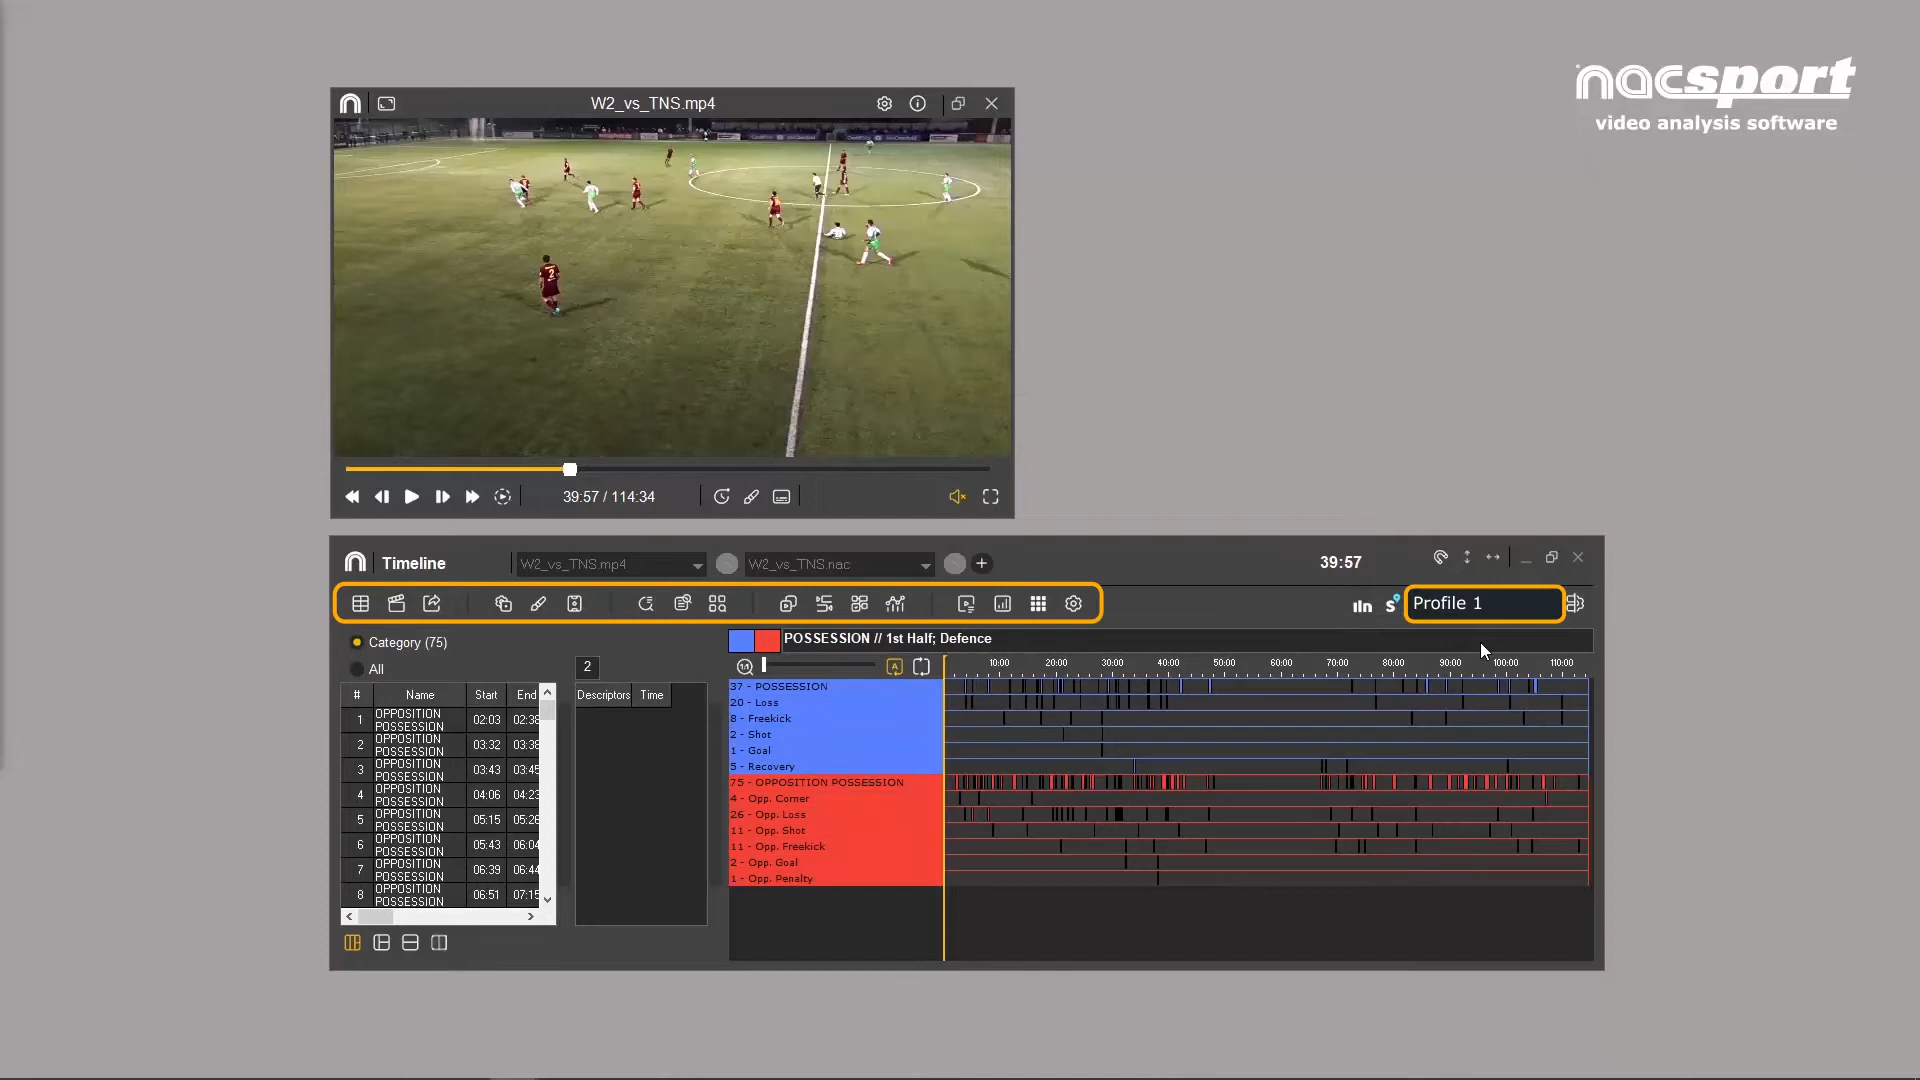 nacsport
video analysis software
W2_vs_TNS.mp4
2
39:57 / 114:34
Timeline
W2_vs_TNS.mp4
W2_vs_TNS.nac
+
39:57
Profile 1
Category (75)
All
2
# Name Start End
Descriptors Time
1 OPPOSITION POSSESSION 02:03 02:38
2 OPPOSITION POSSESSION 03:32 03:38
3 OPPOSITION POSSESSION 03:43 03:45
4 OPPOSITION POSSESSION 04:06 04:23
5 OPPOSITION POSSESSION 05:15 05:26
6 OPPOSITION POSSESSION 05:43 06:04
7 OPPOSITION POSSESSION 06:39 06:44
8 OPPOSITION POSSESSION 06:51 07:15
POSSESSION // 1st Half; Defence
1:1
A
10:00 20:00 30:00 40:00 50:00 60:00 70:00 80:00 90:00 100:00 110:00
37 - POSSESSION
20 - Loss
8 - Freekick
2 - Shot
1 - Goal
5 - Recovery
75 - OPPOSITION POSSESSION
4 - Opp. Corner
26 - Opp. Loss
11 - Opp. Shot
11 - Opp. Freekick
2 - Opp. Goal
1 - Opp. Penalty